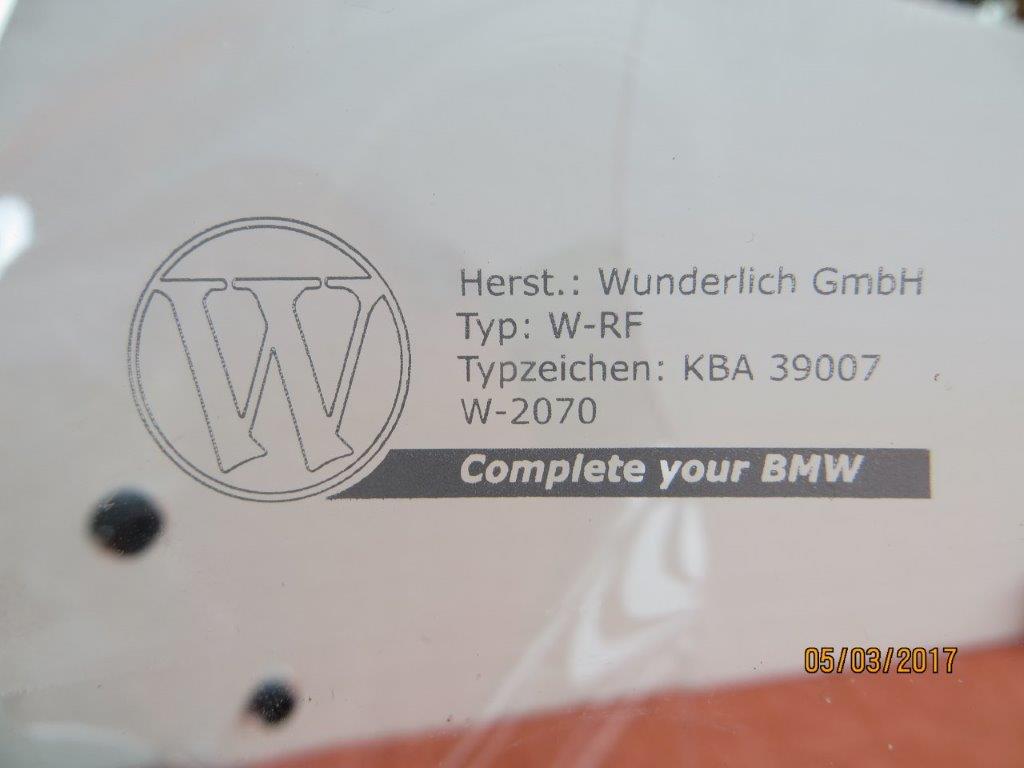 W
Herst.: Wunderlich GmbH
Typ: W-RF
Typzeichen: KBA 39007
W-2070
Complete your BMW
05/03/2017